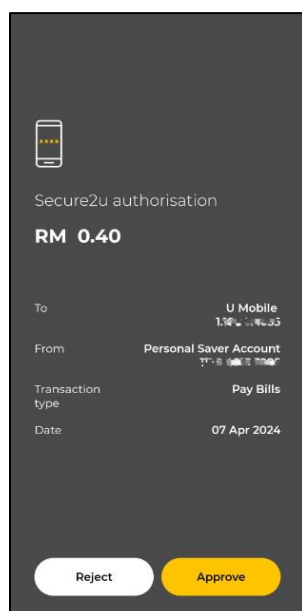 Secure2u authorisation
RM 0.40
To U Mobile
From Personal Saver Account
Transaction type Pay Bills
Date 07 Apr 2024
Reject Approve